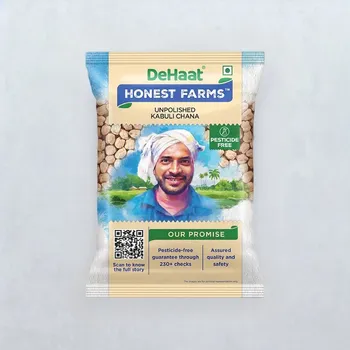 DeHaat®
HONEST FARMS™
UNPOLISHED
KABULI CHANA
PESTICIDE
FREE
OUR PROMISE
Pesticide-free
guarantee through
230+ checks
Assured
quality and
safety
Scan to know
the full story